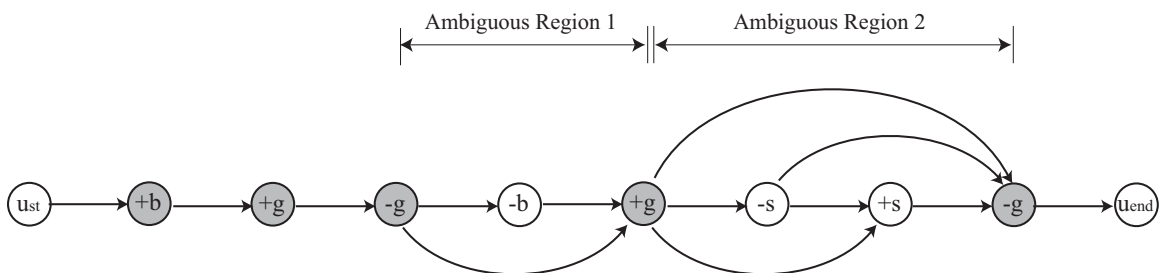 Ambiguous Region 1 Ambiguous Region 2
ust +b +g -g -b +g -s +s -g uend